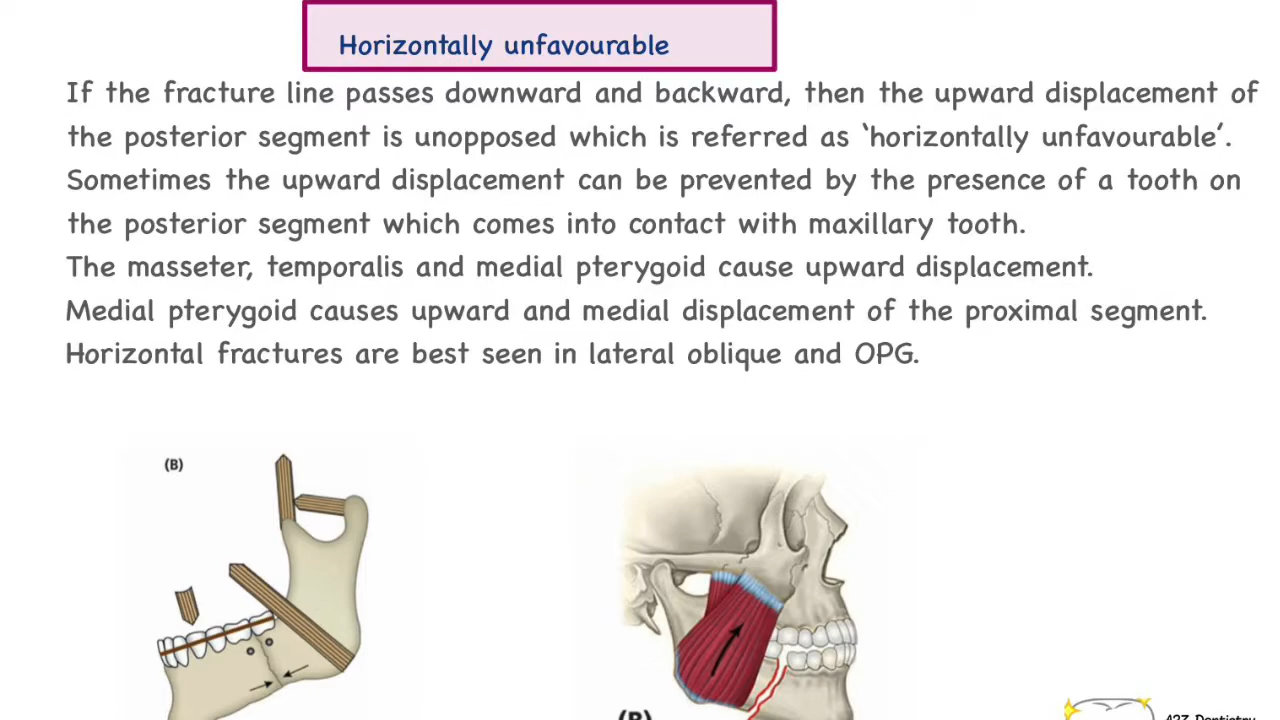 Horizontally unfavourable
If the fracture line passes downward and backward, then the upward displacement of
the posterior segment is unopposed which is referred as ‘horizontally unfavourable’.
Sometimes the upward displacement can be prevented by the presence of a tooth on
the posterior segment which comes into contact with maxillary tooth.
The masseter, temporalis and medial pterygoid cause upward displacement.
Medial pterygoid causes upward and medial displacement of the proximal segment.
Horizontal fractures are best seen in lateral oblique and OPG.
(B)
(B)
123 Dentistry